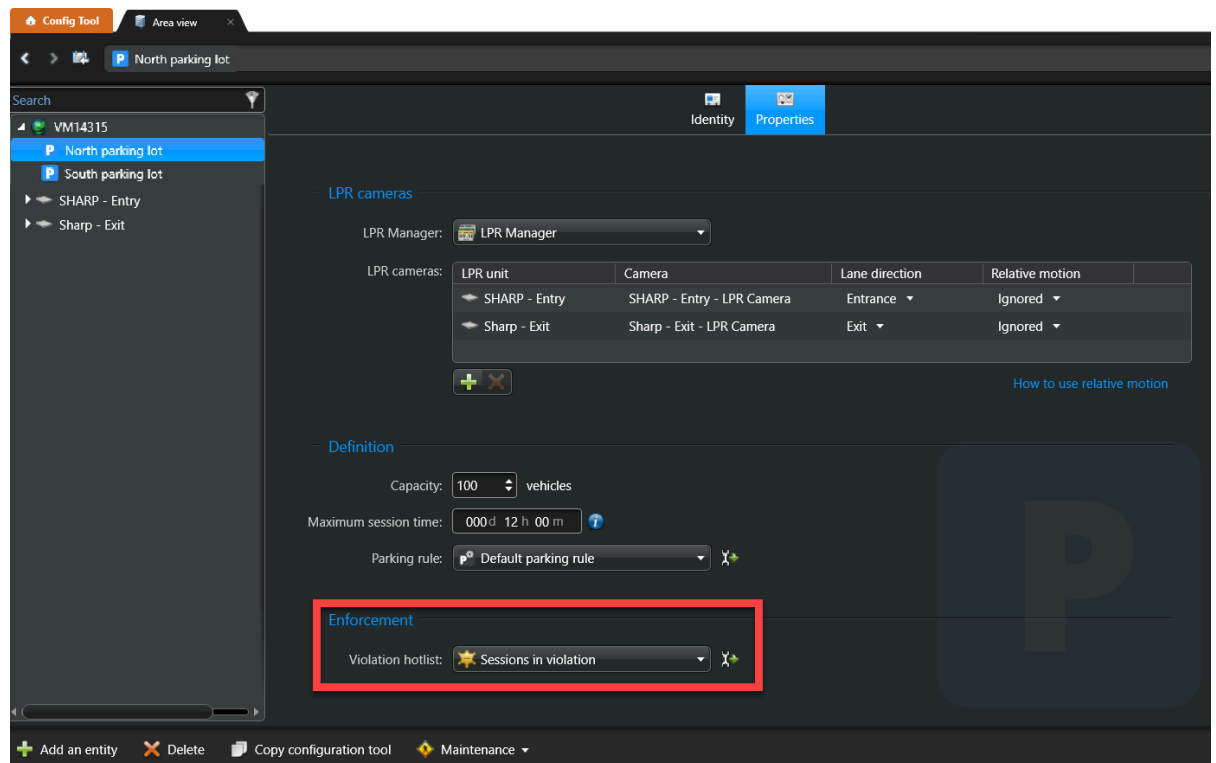 Config Tool
Area view
P North parking lot
Search
Identity
Properties
VM14315
P North parking lot
P South parking lot
SHARP - Entry
Sharp - Exit
LPR cameras
LPR Manager: LPR Manager
LPR cameras:
LPR unit Camera Lane direction Relative motion
SHARP - Entry SHARP - Entry - LPR Camera Entrance Ignored
Sharp - Exit Sharp - Exit - LPR Camera Exit Ignored
How to use relative motion
Definition
Capacity: 100 vehicles
Maximum session time: 000d 12 h 00 m
Parking rule: P Default parking rule
P
Enforcement
Violation hotlist: Sessions in violation
Add an entity Delete Copy configuration tool Maintenance